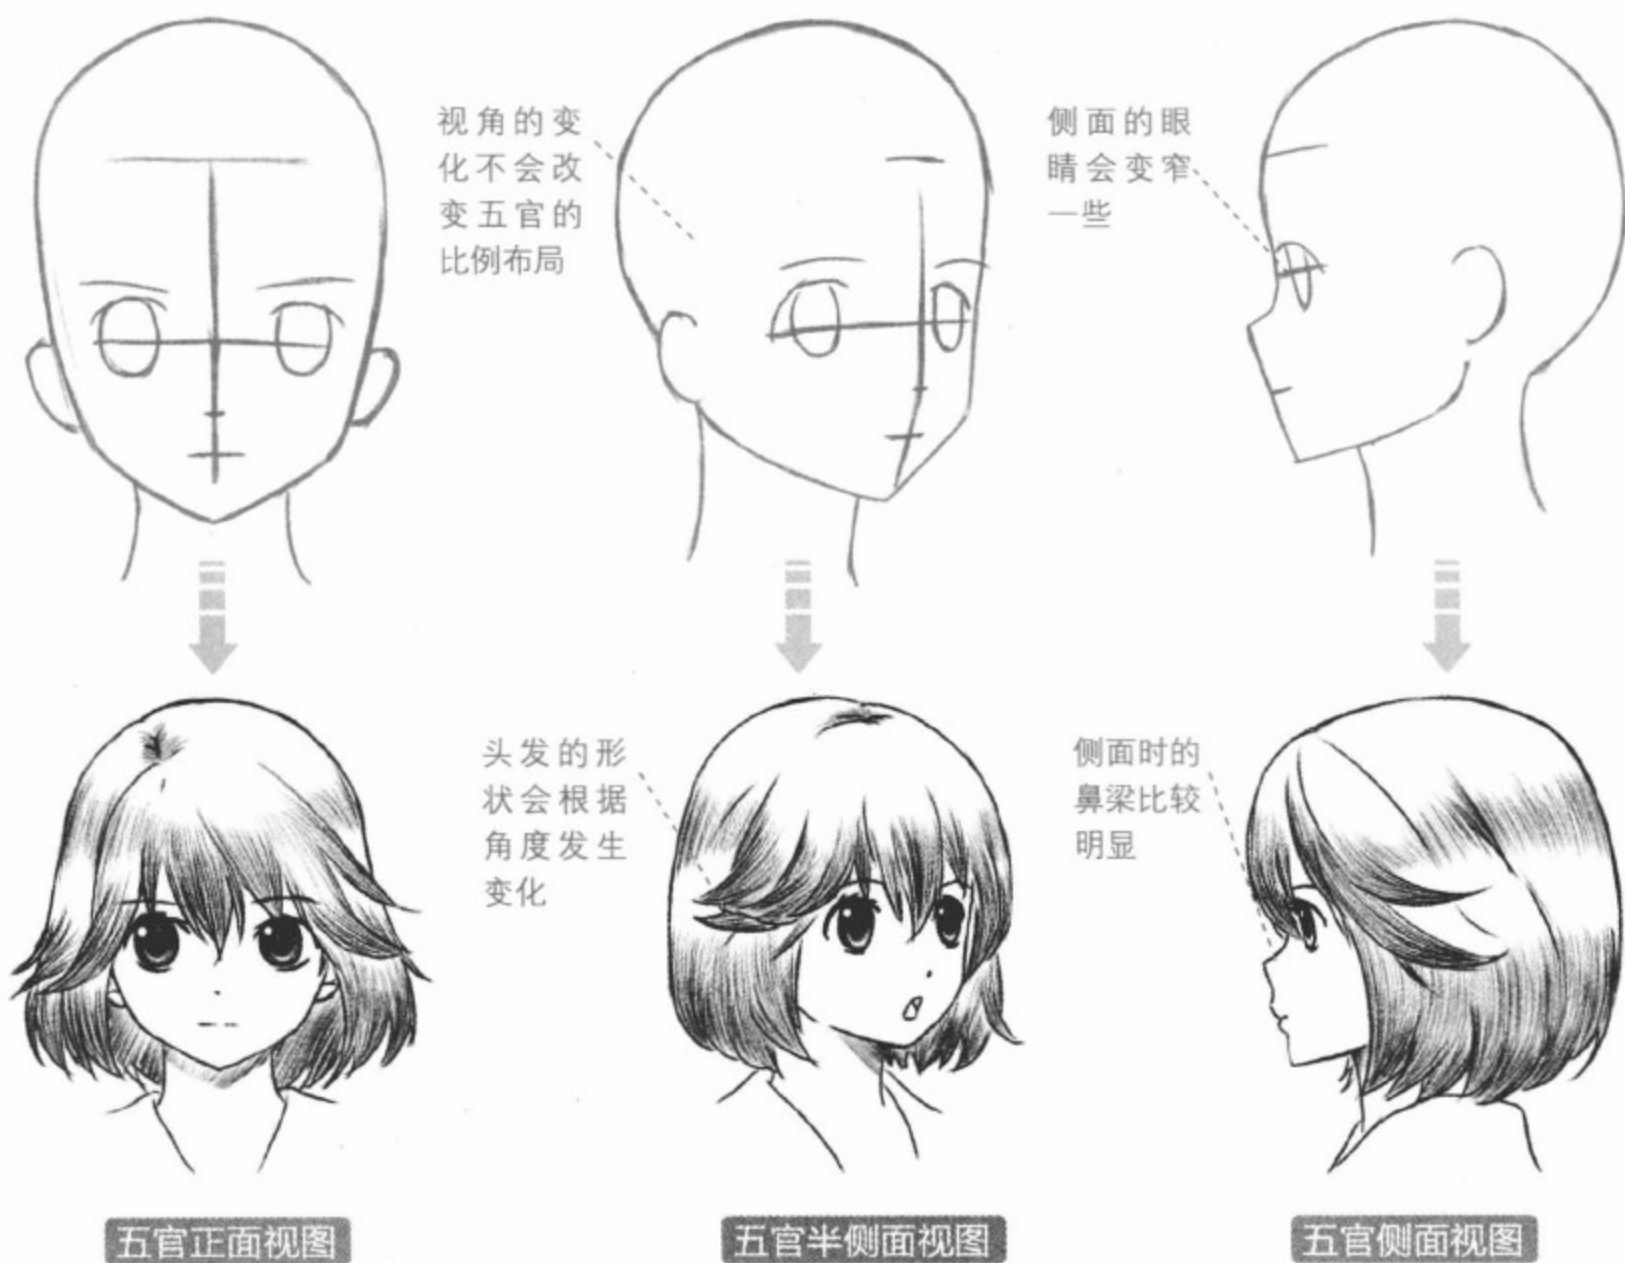 视角的变
化不会改
变五官的
比例布局
侧面的眼
睛会变窄
一些
头发的形
状会根据
角度发生
变化
侧面时的
鼻梁比较
明显
五官正面视图
五官半侧面视图
五官侧面视图